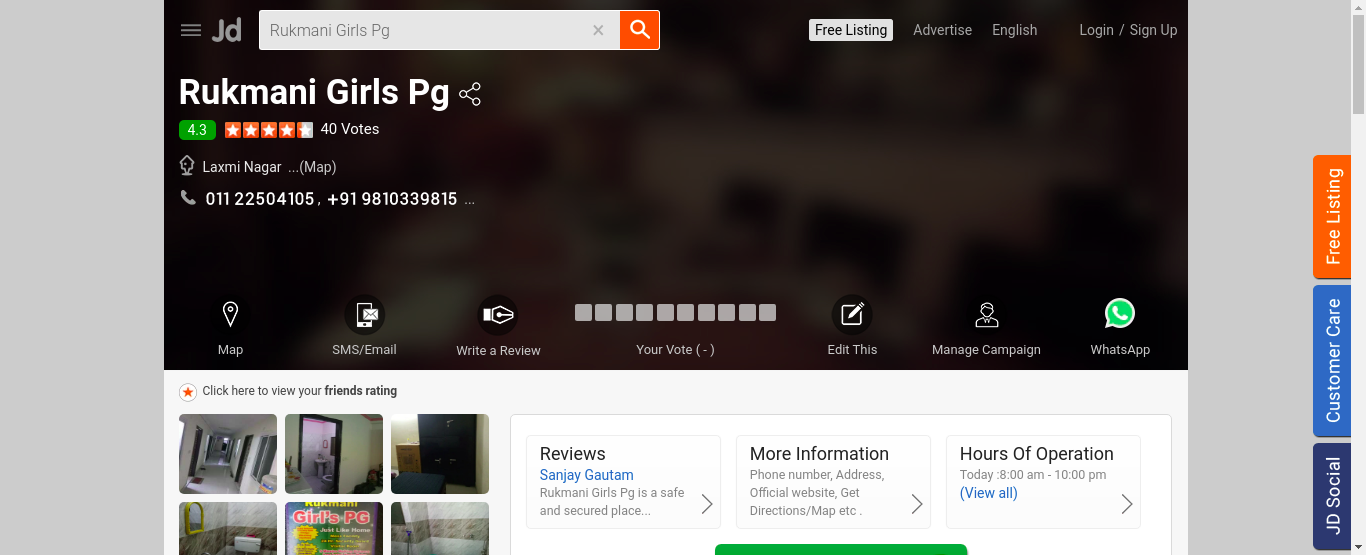 Jd
Rukmani Girls Pg
Free Listing
Advertise
English
Login / Sign Up
Rukmani Girls Pg
4.3
40 Votes
Laxmi Nagar ...(Map)
011 22504105, +91 9810339815 ...
Map
SMS/Email
Write a Review
Your Vote ( - )
Edit This
Manage Campaign
WhatsApp
Click here to view your friends rating
Rukmani
Girl's PG
Just Like Home
Reviews
Sanjay Gautam
Rukmani Girls Pg is a safe
and secured place...
More Information
Phone number, Address,
Official website, Get
Directions/Map etc .
Hours Of Operation
Today :8:00 am - 10:00 pm
(View all)
Free Listing
Customer Care
JD Social